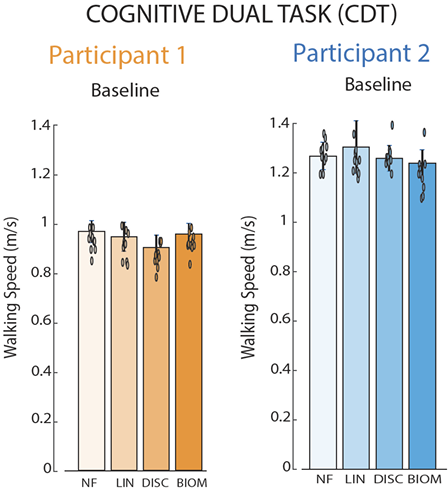 COGNITIVE DUAL TASK (CDT)
Participant 1
Baseline
Walking Speed (m/s)
1.4
1.2
1
0.8
0.6
0.4
0.2
0
NF LIN DISC BIOM
Participant 2
Baseline
Walking Speed (m/s)
1.4
1.2
1
0.8
0.6
0.4
0.2
0
NF LIN DISC BIOM